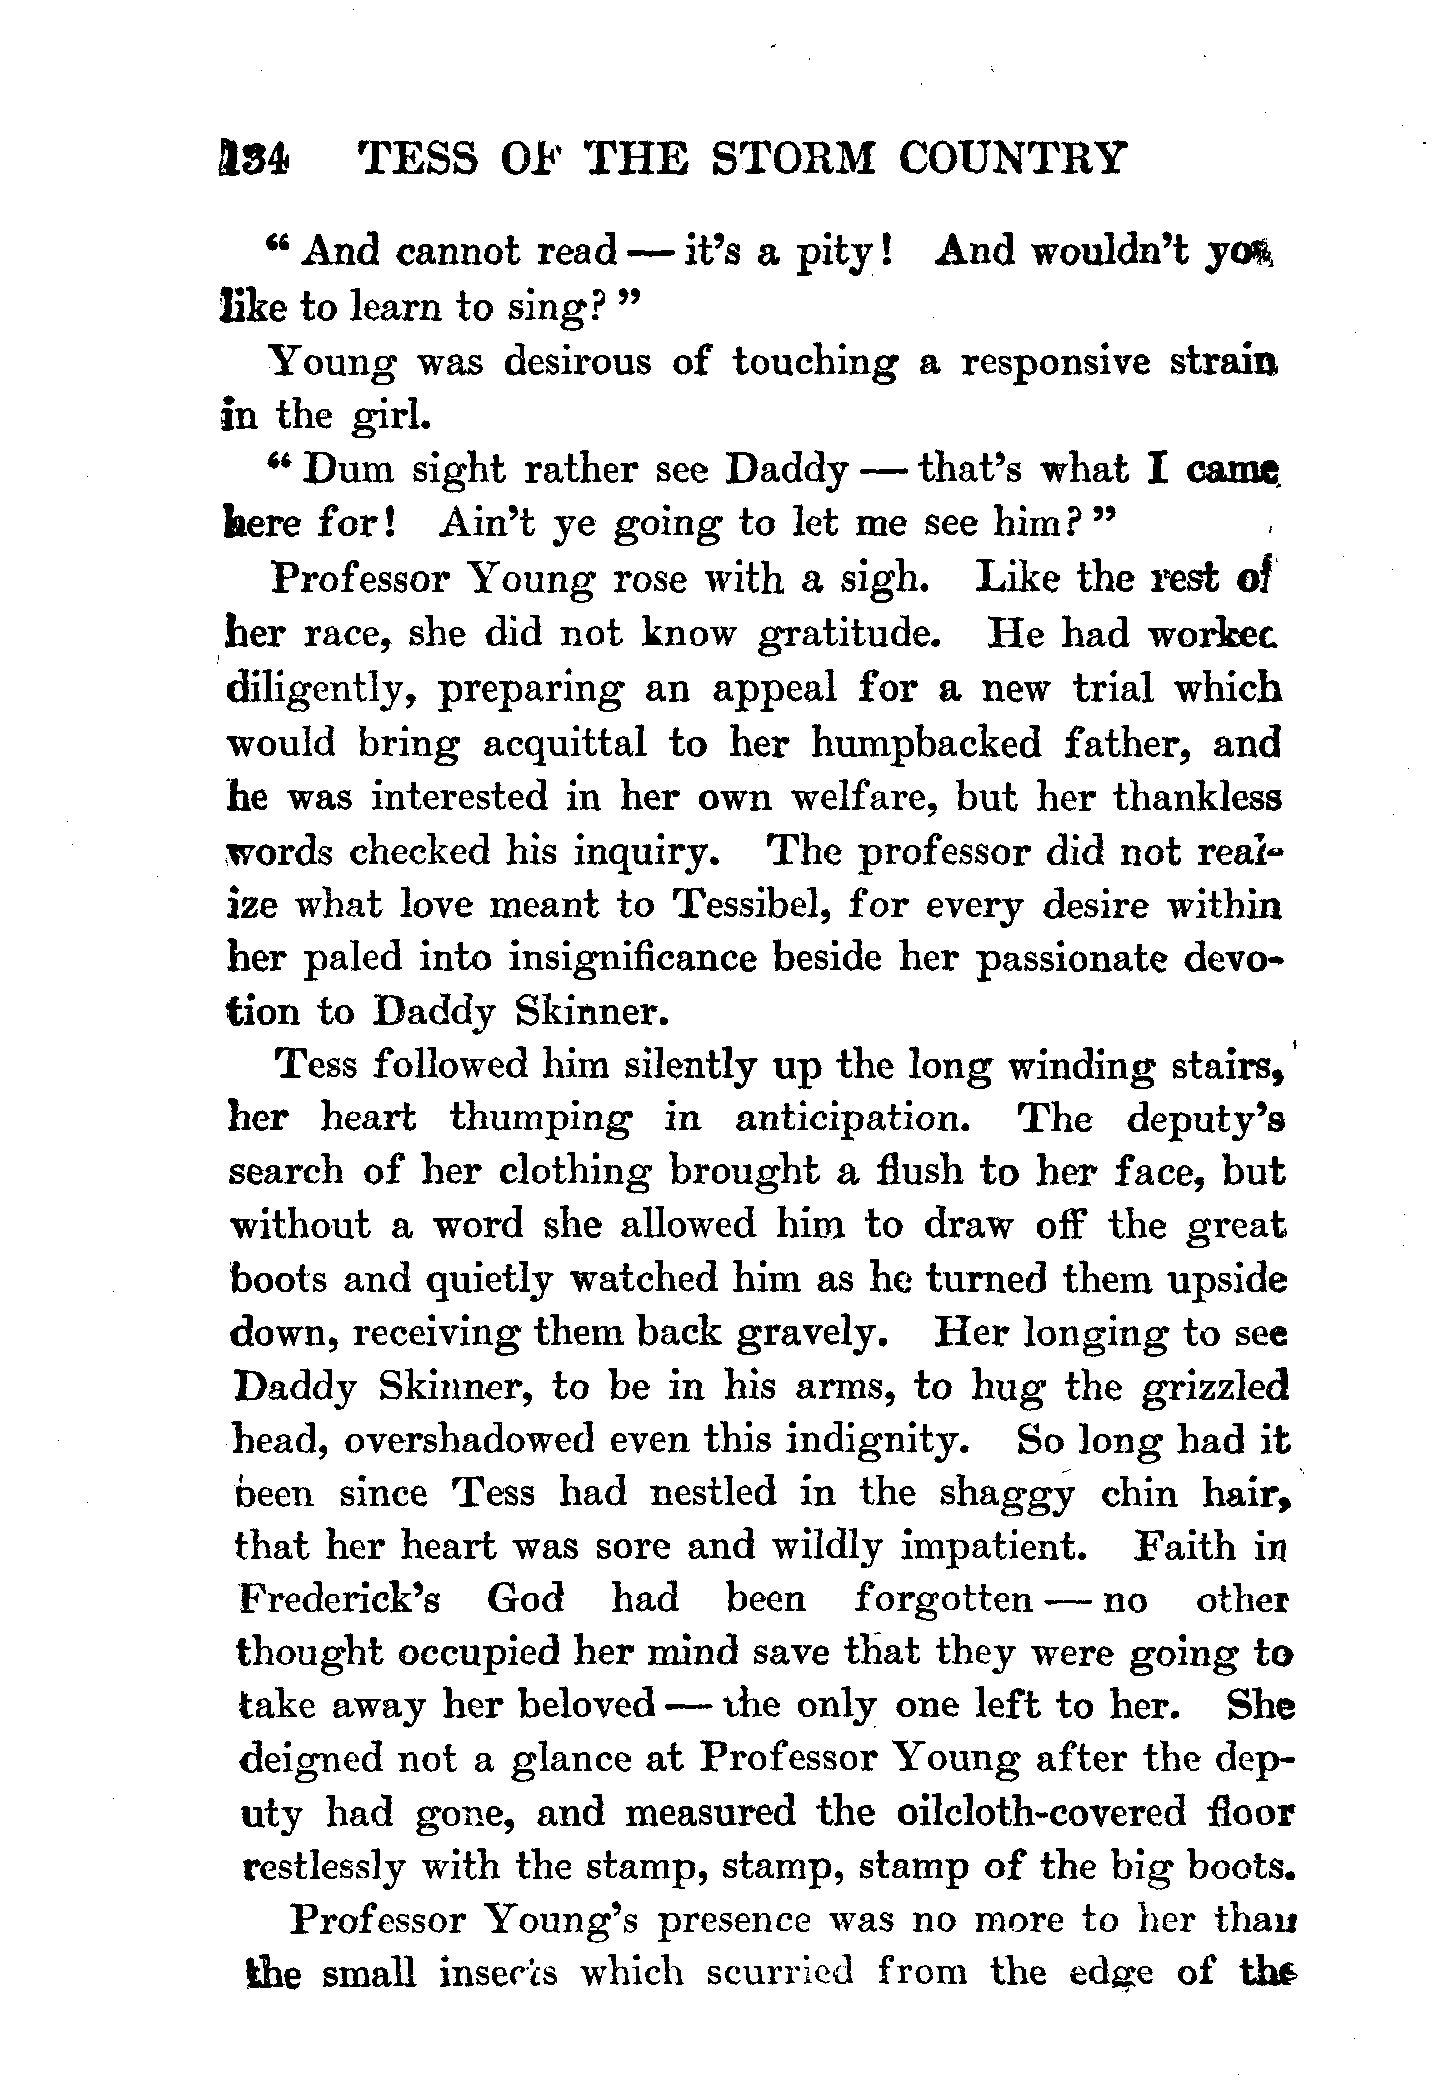 134 TESS OF THE STORM COUNTRY
“ And cannot read — it’s a pity! And wouldn’t you
like to learn to sing? ”
Young was desirous of touching a responsive strain
in the girl.
“ Dum sight rather see Daddy — that’s what I came
here for! Ain’t ye going to let me see him? ”
Professor Young rose with a sigh. Like the rest of
her race, she did not know gratitude. He had worked
diligently, preparing an appeal for a new trial which
would bring acquittal to her humpbacked father, and
he was interested in her own welfare, but her thankless
words checked his inquiry. The professor did not real-
ize what love meant to Tessibel, for every desire within
her paled into insignificance beside her passionate devo-
tion to Daddy Skinner.
Tess followed him silently up the long winding stairs,
her heart thumping in anticipation. The deputy’s
search of her clothing brought a flush to her face, but
without a word she allowed him to draw off the great
boots and quietly watched him as he turned them upside
down, receiving them back gravely. Her longing to see
Daddy Skinner, to be in his arms, to hug the grizzled
head, overshadowed even this indignity. So long had it
been since Tess had nestled in the shaggy chin hair,
that her heart was sore and wildly impatient. Faith in
Frederick’s God had been forgotten — no other
thought occupied her mind save that they were going to
take away her beloved — the only one left to her. She
deigned not a glance at Professor Young after the dep-
uty had gone, and measured the oilcloth-covered floor
restlessly with the stamp, stamp, stamp of the big boots.
Professor Young’s presence was no more to her than
the small insects which scurried from the edge of the